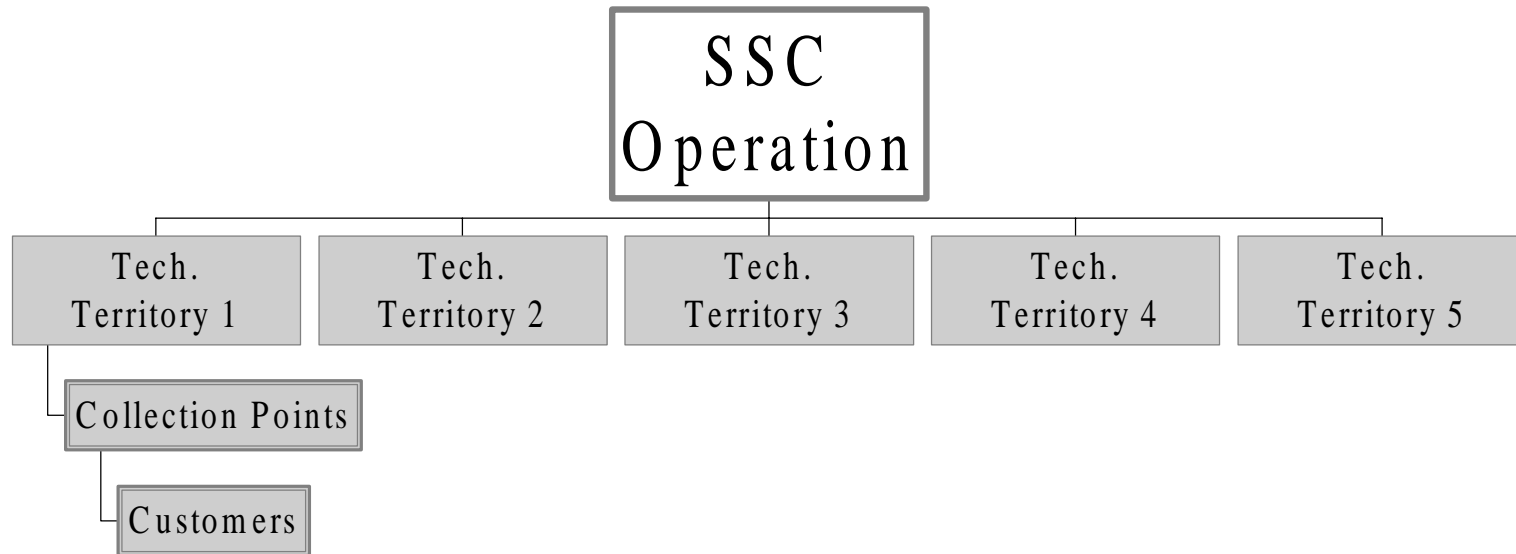 SSC
Operation
Tech.
Territory 1
Tech.
Territory 2
Tech.
Territory 3
Tech.
Territory 4
Tech.
Territory 5
Collection Points
Customers